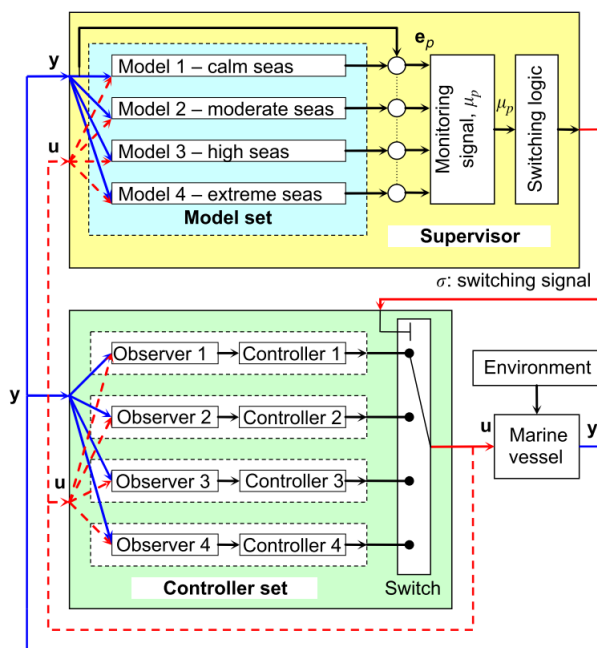 y
e_p
Model 1 – calm seas
Model 2 – moderate seas
Model 3 – high seas
Model 4 – extreme seas
u
Model set
Monitoring
signal, μ_p
μ_p
Switching logic
Supervisor
σ: switching signal
y
u
Observer 1
Controller 1
Observer 2
Controller 2
Observer 3
Controller 3
Observer 4
Controller 4
Controller set
Switch
Environment
u
Marine
vessel
y